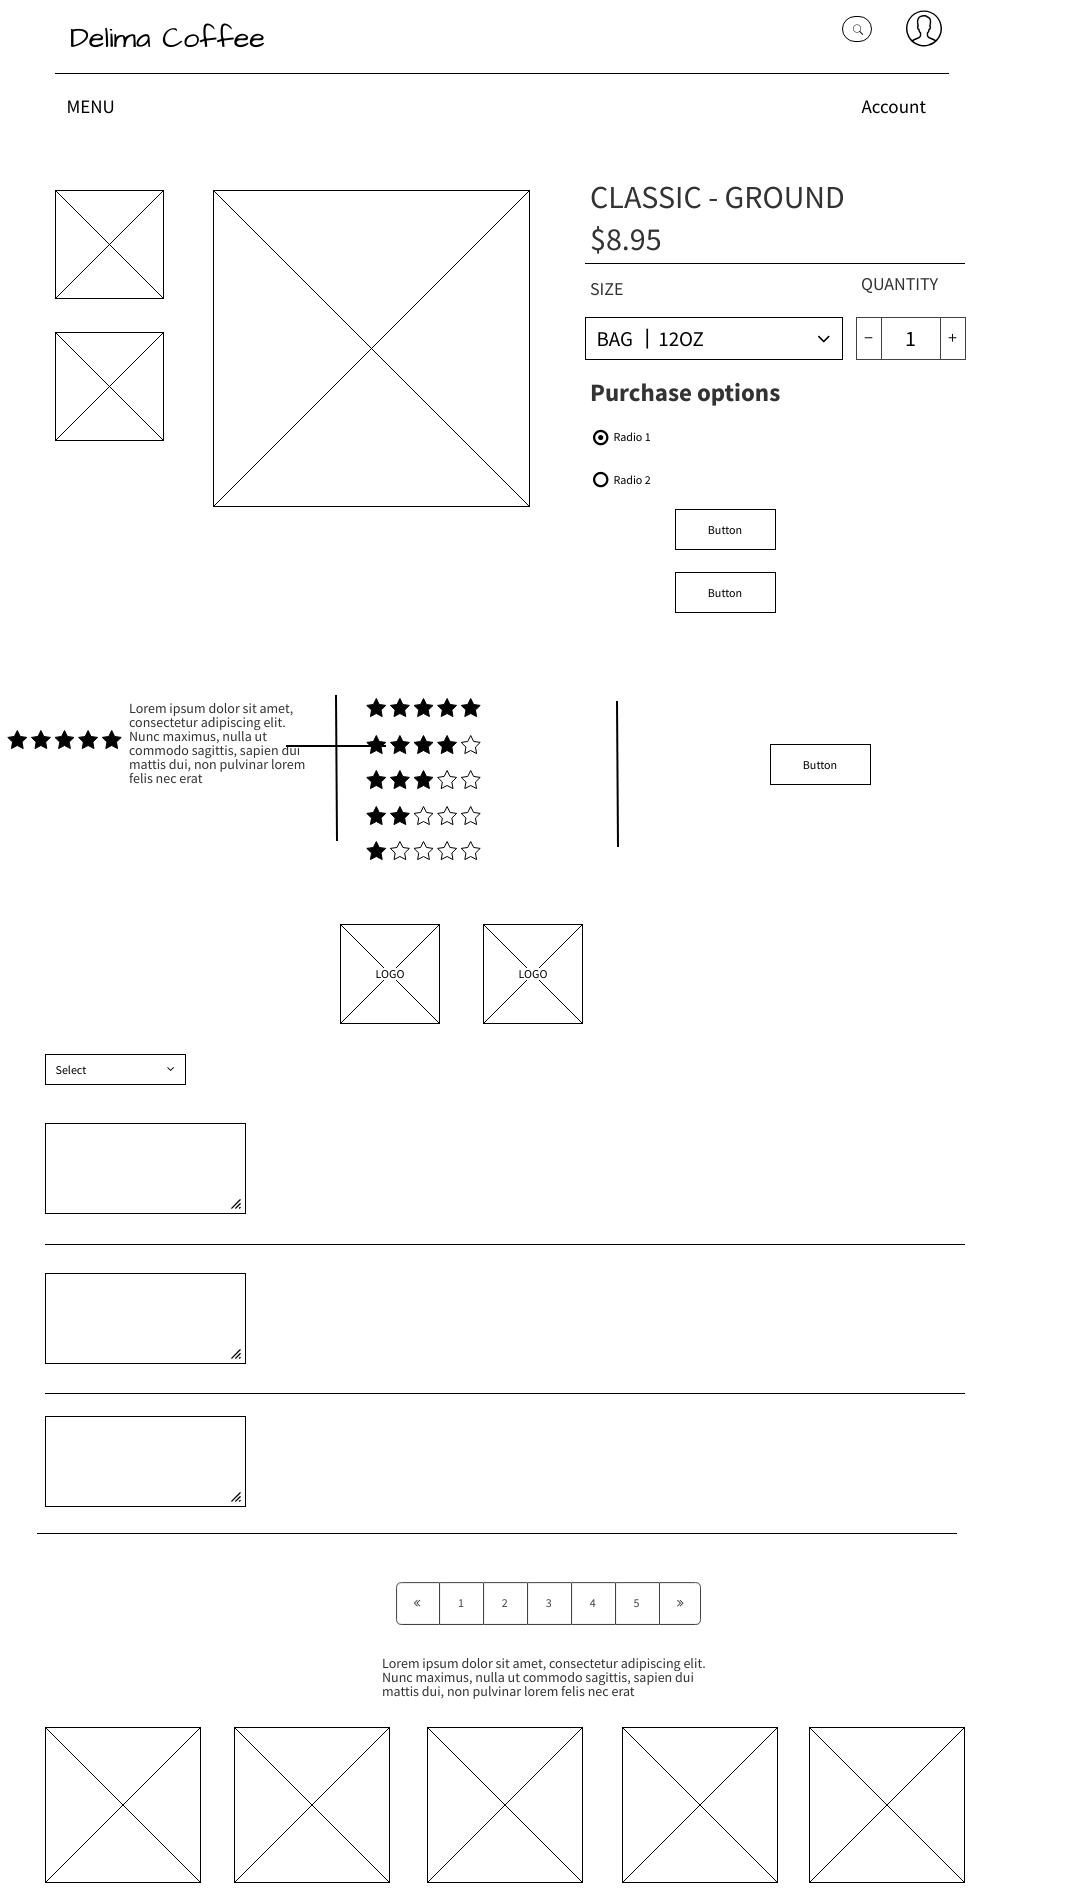 Delima Coffee
MENU
Account
CLASSIC - GROUND
$8.95
SIZE
QUANTITY
BAG | 12OZ
− 1 +
Purchase options
Radio 1
Radio 2
Button
Button
Lorem ipsum dolor sit amet,
consectetur adipiscing elit.
Nunc maximus, nulla ut
commodo sagittis, sapien dui
mattis dui, non pulvinar lorem
felis nec erat
Button
LOGO
LOGO
Select
« 1 2 3 4 5 »
Lorem ipsum dolor sit amet, consectetur adipiscing elit.
Nunc maximus, nulla ut commodo sagittis, sapien dui
mattis dui, non pulvinar lorem felis nec erat